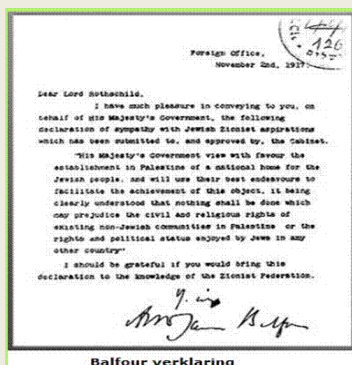 126
Foreign Office,
November 2nd, 1917.
Dear Lord Rothschild,
I have much pleasure in conveying to you, on
behalf of His Majesty's Government, the following
declaration of sympathy with Jewish Zionist aspirations
which has been submitted to, and approved by, the Cabinet.
"His Majesty's Government view with favour the
establishment in Palestine of a national home for the
Jewish people, and will use their best endeavours to
facilitate the achievement of this object, it being
clearly understood that nothing shall be done which
may prejudice the civil and religious rights of
existing non-Jewish communities in Palestine or the
rights and political status enjoyed by Jews in any
other country"
I should be grateful if you would bring this
declaration to the knowledge of the Zionist Federation.
Balfour verklaring